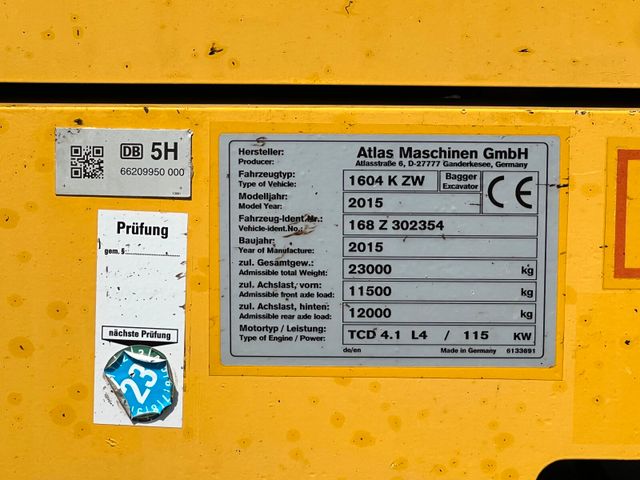 DB 5H
66209950 000
Prüfung
gem. §
nächste Prüfung
23
Hersteller: Atlas Maschinen GmbH
Producer: Atlasstraße 6, D-27777 Ganderkesee, Germany
Fahrzeugtyp: 1604 K ZW Bagger CE
Type of Vehicle: Excavator
Modelljahr: 2015
Model Year:
Fahrzeug-Ident.Nr.: 168 Z 302354
Vehicle-ident.No.:
Baujahr: 2015
Year of Manufacture:
zul. Gesamtgew.: 23000 kg
Admissible total Weight:
zul. Achslast, vorn: 11500 kg
Admissible front axle load:
zul. Achslast, hinten: 12000 kg
Admissible rear axle load:
Motortyp / Leistung: TCD 4.1 L4 / 115 KW
Type of Engine / Power:
de/en Made in Germany 6133691